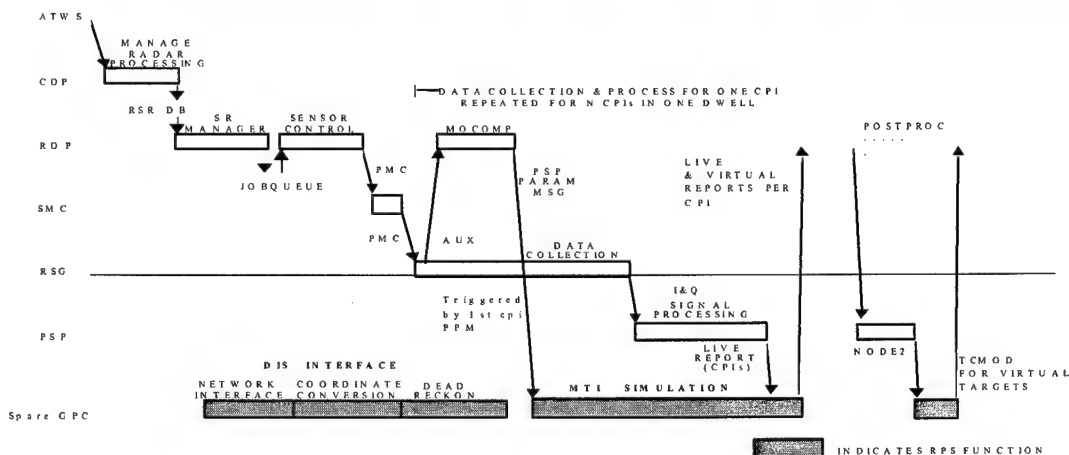 ATWS
MANAGE
RADAR
PROCESSING
CDP
DATA COLLECTION & PROCESS FOR ONE CPI
REPEATED FOR N CPIs IN ONE DWELL
RSR DB
SR
MANAGER
SENSOR
CONTROL
MOCOMP
POSTPROC
.....
.
RDP
JOBQUEUE
PMC
PSP
PARAM
MSG
LIVE
& VIRTUAL
REPORTS PER
CPI
SMC
PMC
AUX
DATA
COLLECTION
RSG
Triggered
by 1st cpi
PPM
I&Q
SIGNAL
PROCESSING
PSP
NODE2
LIVE
REPORT
(CPIs)
TCMOD
FOR VIRTUAL
TARGETS
DIS INTERFACE
NETWORK
INTERFACE
COORDINATE
CONVERSION
DEAD
RECKON
MTI SIMULATION
Spare GPC
INDICATES RPS FUNCTION